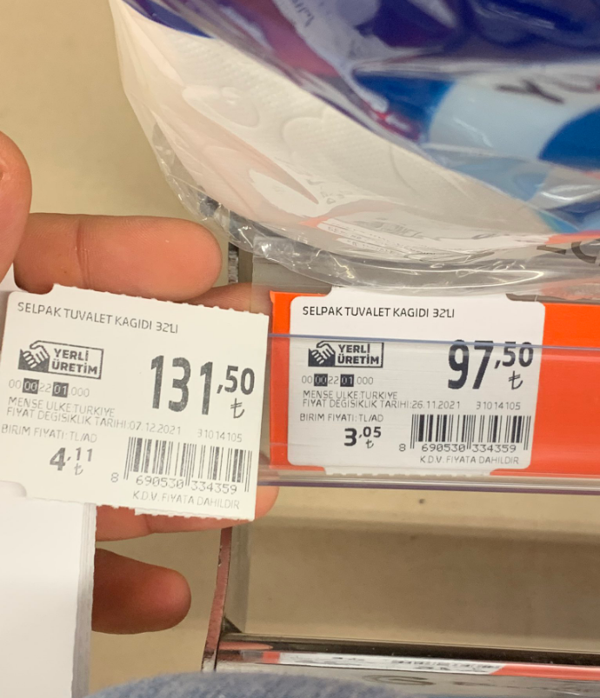 SELPAK TUVALET KAGIDI 32'LI
YERLİ
ÜRETİM
131,50
₺
00 00 22 01 000
MENSE ULKE:TURKIYE
FIYAT DEGISIKLIK TARIHI:07.12.2021 31014105
BIRIM FIYATI: TL/AD
4,11
₺
8 690530 334359
K.D.V. FIYATA DAHILDIR
SELPAK TUVALET KAGIDI 32'LI
YERLİ
ÜRETİM
97,50
₺
00 00 22 01 000
MENSE ULKE:TURKIYE
FIYAT DEGISIKLIK TARIHI:26.11.2021 31014105
BIRIM FIYATI: TL/AD
3,05
₺
8 690530 334359
K.D.V. FIYATA DAHILDIR